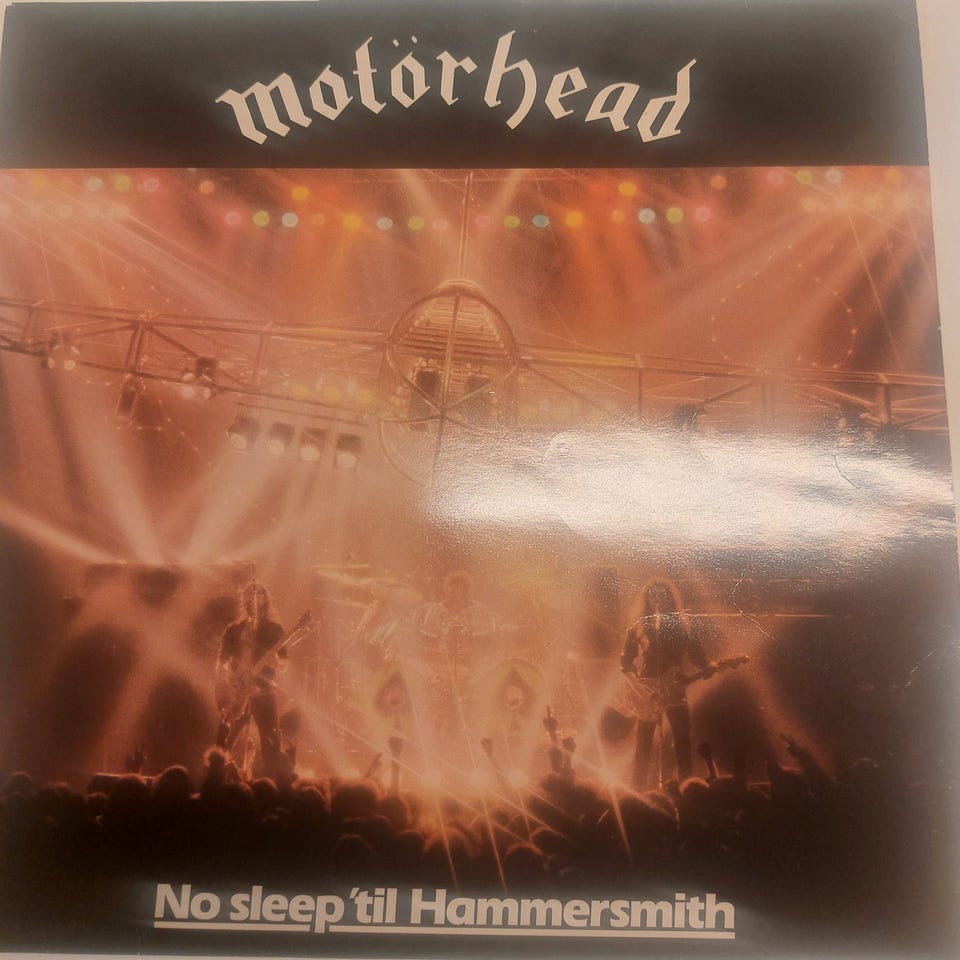 motörhead
No sleep 'til Hammersmith